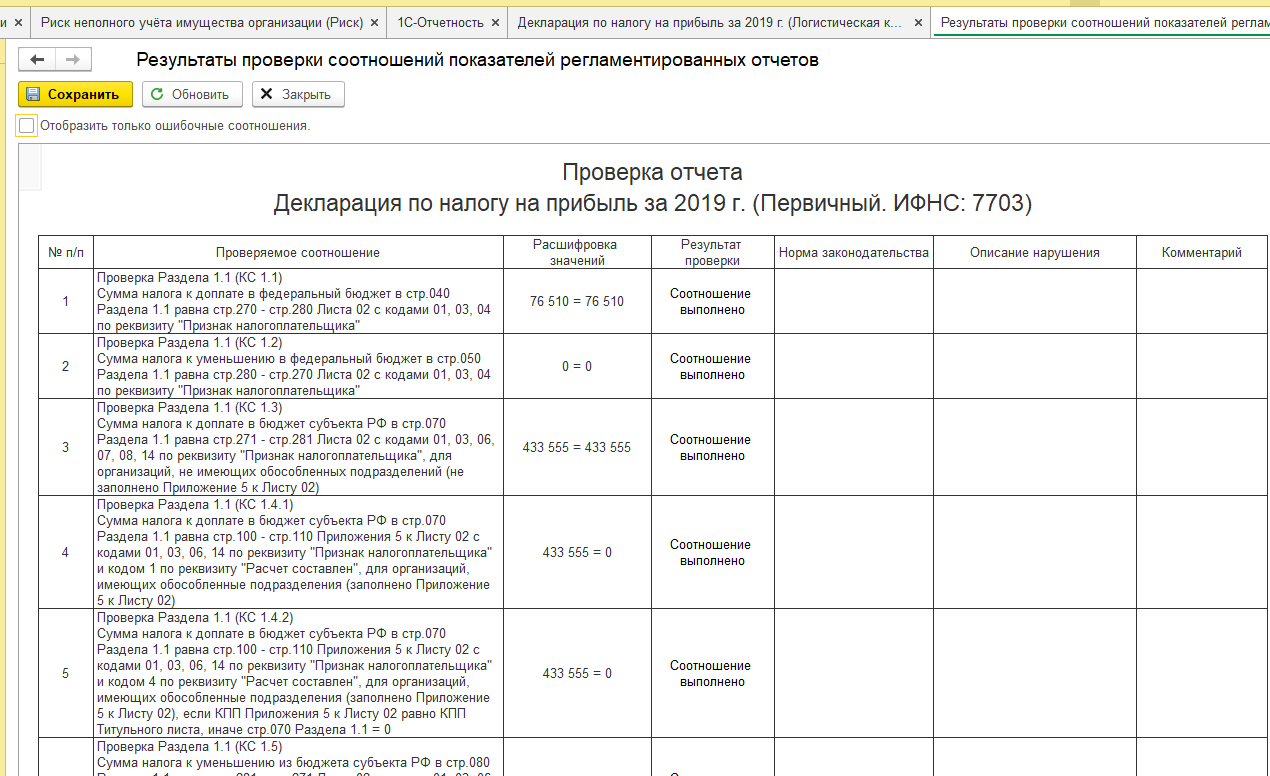 и ×
Риск неполного учёта имущества организации (Риск) ×
1С-Отчетность ×
Декларация по налогу на прибыль за 2019 г. (Логистическая к... ×
Результаты проверки соотношений показателей реглам
Результаты проверки соотношений показателей регламентированных отчетов
Сохранить
Обновить
Закрыть
Отобразить только ошибочные соотношения.
Проверка отчета
Декларация по налогу на прибыль за 2019 г. (Первичный. ИФНС: 7703)
№ п/п
Проверяемое соотношение
Расшифровка
значений
Результат
проверки
Норма законодательства
Описание нарушения
Комментарий
1
Проверка Раздела 1.1 (КС 1.1)
Сумма налога к доплате в федеральный бюджет в стр.040
Раздела 1.1 равна стр.270 - стр.280 Листа 02 с кодами 01, 03, 04
по реквизиту "Признак налогоплательщика"
76 510 = 76 510
Соотношение
выполнено
2
Проверка Раздела 1.1 (КС 1.2)
Сумма налога к уменьшению в федеральный бюджет в стр.050
Раздела 1.1 равна стр.280 - стр.270 Листа 02 с кодами 01, 03, 04
по реквизиту "Признак налогоплательщика"
0 = 0
Соотношение
выполнено
3
Проверка Раздела 1.1 (КС 1.3)
Сумма налога к доплате в бюджет субъекта РФ в стр.070
Раздела 1.1 равна стр.271 - стр.281 Листа 02 с кодами 01, 03, 06,
07, 08, 14 по реквизиту "Признак налогоплательщика", для
организаций, не имеющих обособленных подразделений (не
заполнено Приложение 5 к Листу 02)
433 555 = 433 555
Соотношение
выполнено
4
Проверка Раздела 1.1 (КС 1.4.1)
Сумма налога к доплате в бюджет субъекта РФ в стр.070
Раздела 1.1 равна стр.100 - стр.110 Приложения 5 к Листу 02 с
кодами 01, 03, 06, 14 по реквизиту "Признак налогоплательщика"
и кодом 1 по реквизиту "Расчет составлен", для организаций,
имеющих обособленные подразделения (заполнено Приложение
5 к Листу 02)
433 555 = 0
Соотношение
выполнено
5
Проверка Раздела 1.1 (КС 1.4.2)
Сумма налога к доплате в бюджет субъекта РФ в стр.070
Раздела 1.1 равна стр.100 - стр.110 Приложения 5 к Листу 02 с
кодами 01, 03, 06, 14 по реквизиту "Признак налогоплательщика"
и кодом 4 по реквизиту "Расчет составлен", для организаций,
имеющих обособленные подразделения (заполнено Приложение
5 к Листу 02), если КПП Приложения 5 к Листу 02 равно КПП
Титульного листа, иначе стр.070 Раздела 1.1 = 0
433 555 = 0
Соотношение
выполнено
Проверка Раздела 1.1 (КС 1.5)
Сумма налога к уменьшению из бюджета субъекта РФ в стр.080